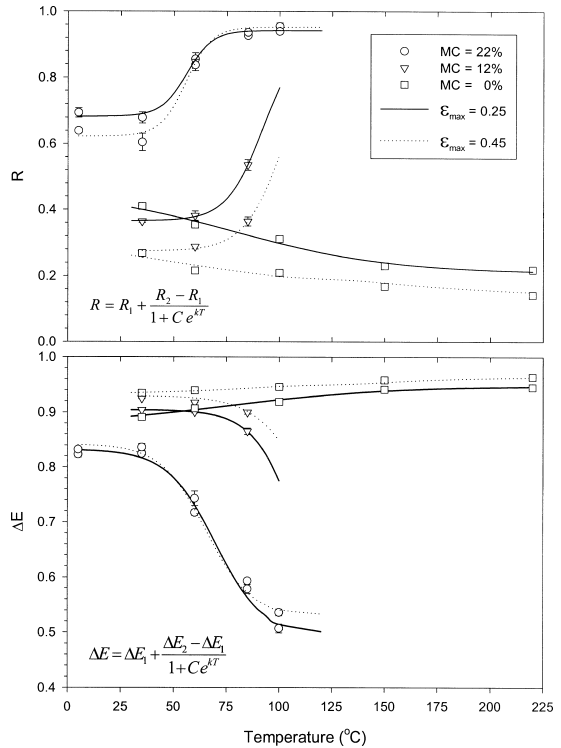 1.0
0.8
0.6
0.4
0.2
0.0
R
MC = 22%
MC = 12%
MC = 0%
εmax = 0.25
εmax = 0.45
R = R1 + (R2 − R1) / (1 + C e^kT)
1.0
0.9
0.8
0.7
0.6
0.5
0.4
ΔE
ΔE = ΔE1 + (ΔE2 − ΔE1) / (1 + Ce^kT)
0 25 50 75 100 125 150 175 200 225
Temperature (°C)